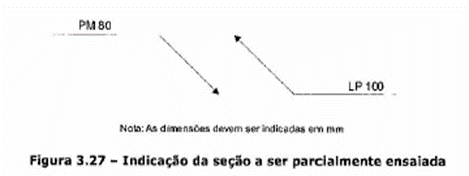 PM 80
LP 100
Nota: As dimensões devem ser indicadas em mm
Figura 3.27 – Indicação da seção a ser parcialmente ensaiada